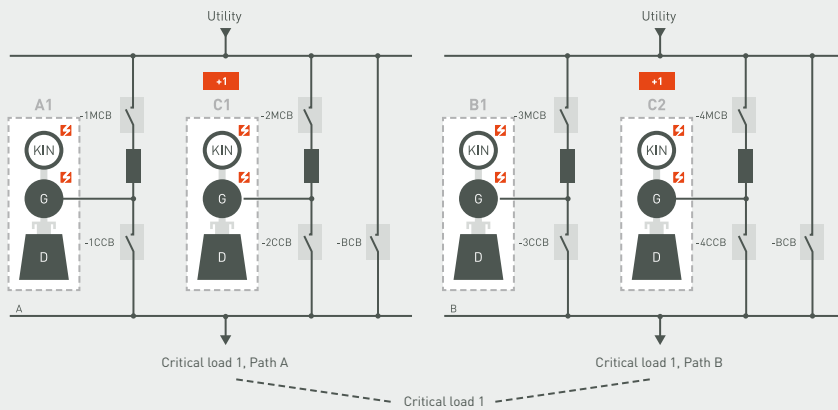 Utility
Utility
+1
+1
A1
C1
B1
C2
-1MCB
-2MCB
-3MCB
-4MCB
KIN
KIN
KIN
KIN
G
G
G
G
-1CCB
-2CCB
-BCB
-3CCB
-4CCB
-BCB
D
D
D
D
A
B
Critical load 1, Path A
Critical load 1, Path B
Critical load 1